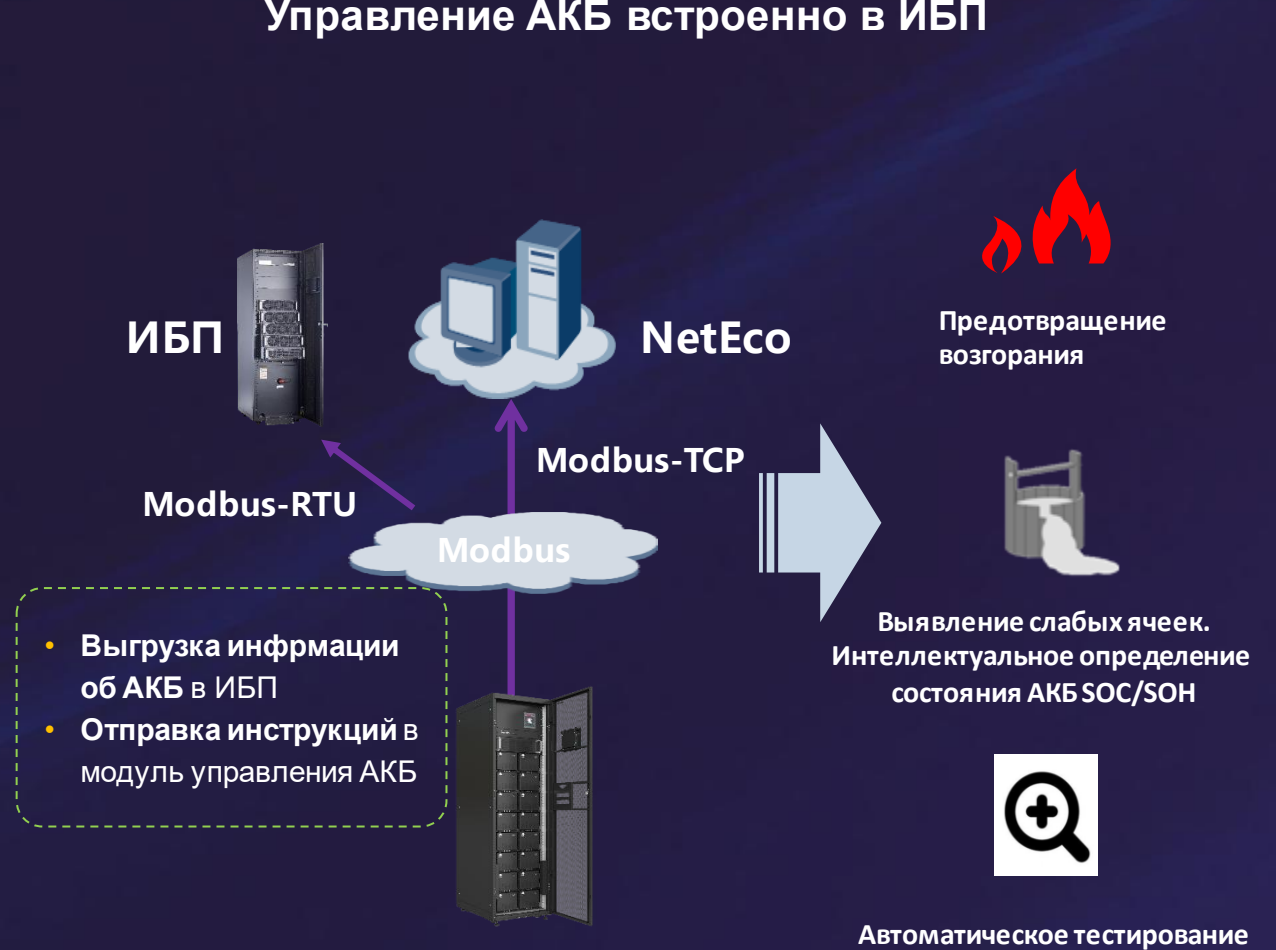 Управление АКБ встроенно в ИБП
ИБП
NetEco
Modbus-TCP
Modbus-RTU
Modbus
• Выгрузка инфрмации
об АКБ в ИБП
• Отправка инструкций в
модуль управления АКБ
Предотвращение
возгорания
Выявление слабых ячеек.
Интеллектуальное определение
состояния АКБ SOC/SOH
Автоматическое тестирование